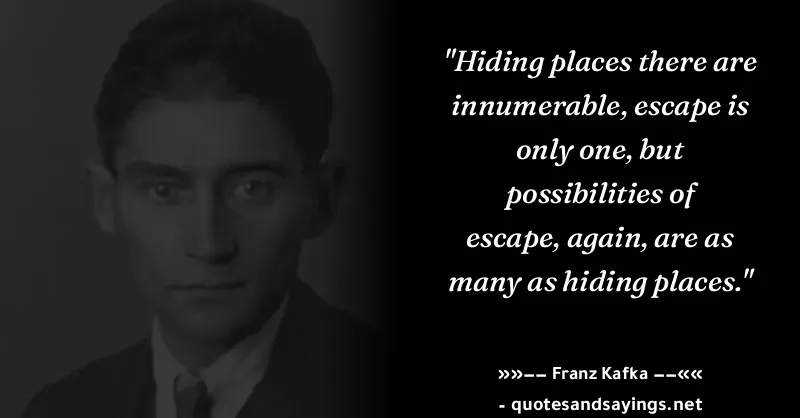 "Hiding places there are
innumerable, escape is
only one, but
possibilities of
escape, again, are as
many as hiding places."
»»–– Franz Kafka ––««
- quotesandsayings.net